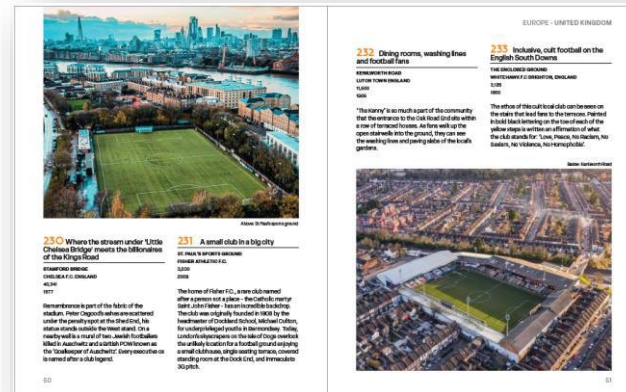 Above: St Paul's sports ground
230 Where the stream under 'Little
Chelsea Bridge' meets the billionaires
of the Kings Road
STAMFORD BRIDGE
CHELSEA F.C. ENGLAND
40,341
1877
Remembrance is part of the fabric of the
stadium. Peter Osgood's ashes are scattered
under the penalty spot at the Shed End, his
statue stands outside the West stand. On a
nearby wall is a mural of two Jewish footballers
killed in Auschwitz and a British POW known as
the 'Goalkeeper of Auschwitz'. Every executive box
is named after a club legend.
50
231 A small club in a big city
ST. PAUL'S SPORTS GROUND
FISHER ATHLETIC F.C.
2,500
2009
The home of Fisher F.C., a rare club named
after a person not a place – the Catholic martyr
Saint John Fisher – has an incredible backdrop.
The club was originally founded in 1908 by the
headmaster of Dockland School, Michael Culhton,
for underprivileged youths in Bermondsey. Today,
London's skyscrapers on the Isle of Dogs overlook
the unlikely location for a football ground enjoying
a small clubhouse, single seating terrace, covered
standing room at the Dock End, and immaculate
3G pitch.
EUROPE - UNITED KINGDOM
232 Dining rooms, washing lines
and football fans
KENILWORTH ROAD
LUTON TOWN ENGLAND
1905
'The Kenny' is so much a part of the community
that the entrance to the Oak Road End sits within
a row of terraced houses. As fans walk up the
open stairwells into the ground, they can see
the washing lines and paving slabs of the local's
gardens.
233 Inclusive, cult football on the
English South Downs
THE ENCLOSED GROUND
WHITEHAWK F.C BRIGHTON, ENGLAND
3,126
The ethos of this cult local club can be seen on
the stairs that lead fans to the terraces. Painted
in bold black lettering on the toe of each of the
yellow steps is written an affirmation of what
the club stands for: 'Love, Peace, No Racism, No
Sexism, No Violence, No Homophobia'.
Below: Kenilworth Road
51